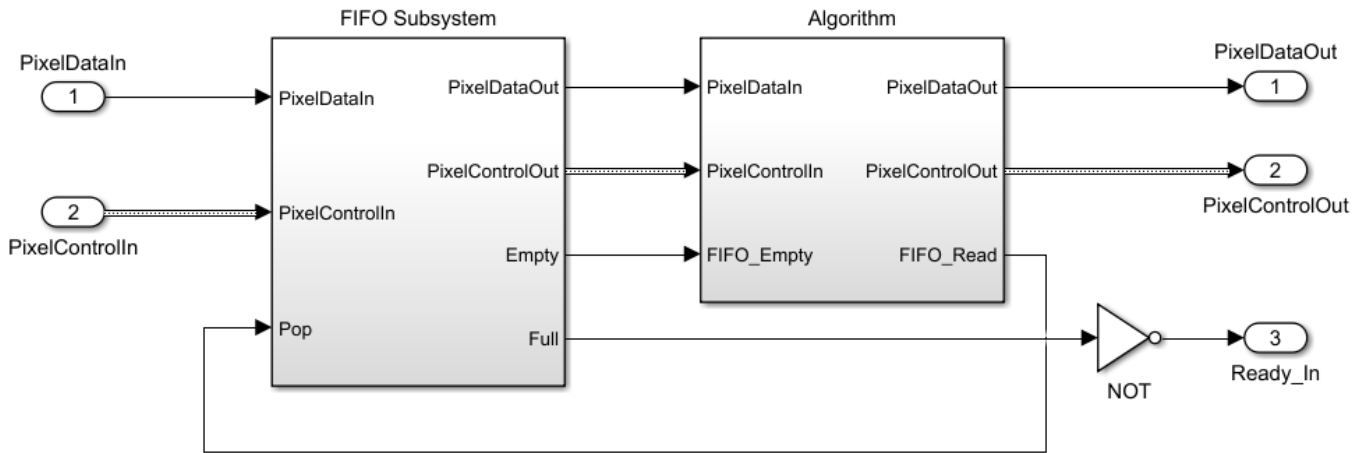 FIFO Subsystem
Algorithm
PixelDataIn
1
PixelControlIn
2
PixelDataIn
PixelControlIn
Pop
PixelDataOut
PixelControlOut
Empty
Full
PixelDataIn
PixelControlIn
FIFO_Empty
PixelDataOut
PixelControlOut
FIFO_Read
NOT
PixelDataOut
1
2
PixelControlOut
3
Ready_In